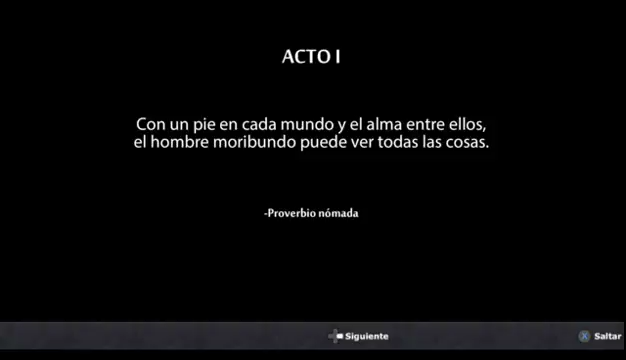 ACTO I
Con un pie en cada mundo y el alma entre ellos,
el hombre moribundo puede ver todas las cosas.
-Proverbio nómada
Siguiente
X Saltar